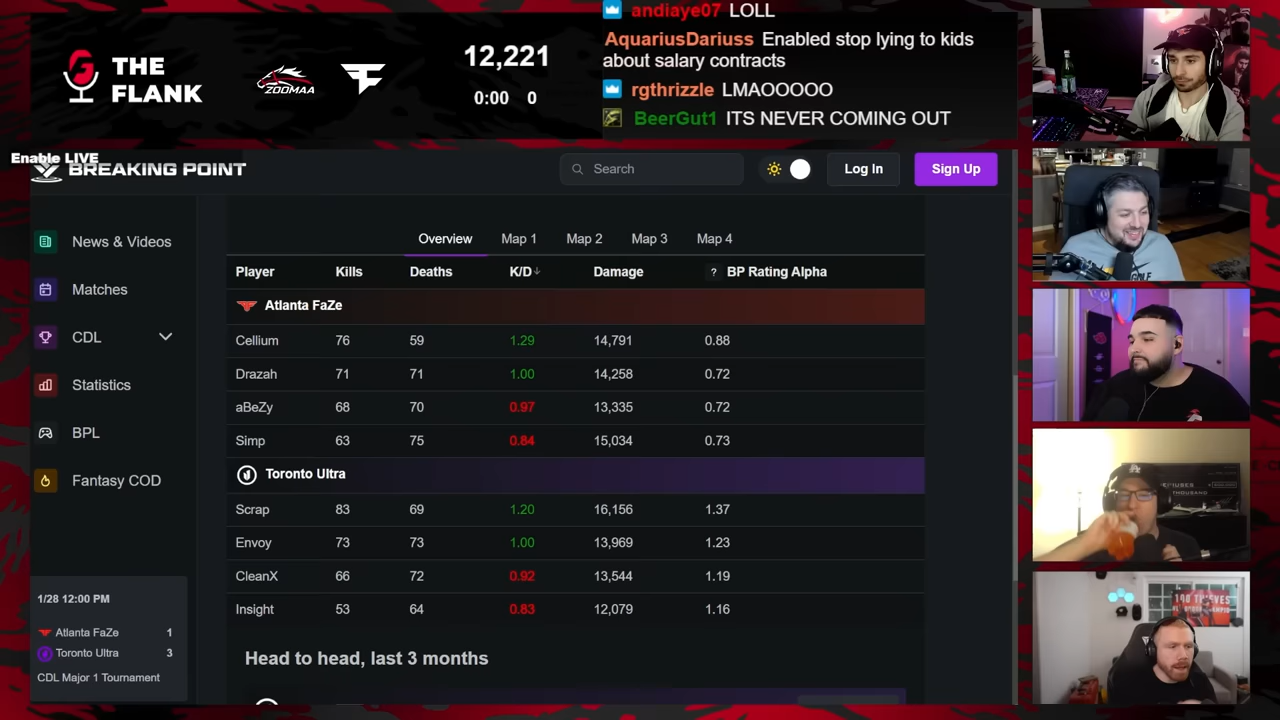 THE
FLANK
ZOOMAA
12,221
0:00 0
andiaye07 LOLL
AquariusDariuss Enabled stop lying to kids
about salary contracts
rgthrizzle LMAOOOOO
BeerGut1 ITS NEVER COMING OUT
Enable LIVE
BREAKING POINT
Search
Log In
Sign Up
News & Videos
Matches
CDL
Statistics
BPL
Fantasy COD
1/28 12:00 PM
Atlanta FaZe 1
Toronto Ultra 3
CDL Major 1 Tournament
Overview Map 1 Map 2 Map 3 Map 4
Player Kills Deaths K/D↓ Damage ? BP Rating Alpha
Atlanta FaZe
Cellium 76 59 1.29 14,791 0.88
Drazah 71 71 1.00 14,258 0.72
aBeZy 68 70 0.97 13,335 0.72
Simp 63 75 0.84 15,034 0.73
Toronto Ultra
Scrap 83 69 1.20 16,156 1.37
Envoy 73 73 1.00 13,969 1.23
CleanX 66 72 0.92 13,544 1.19
Insight 53 64 0.83 12,079 1.16
Head to head, last 3 months
THOUSAND
100 THIEVES